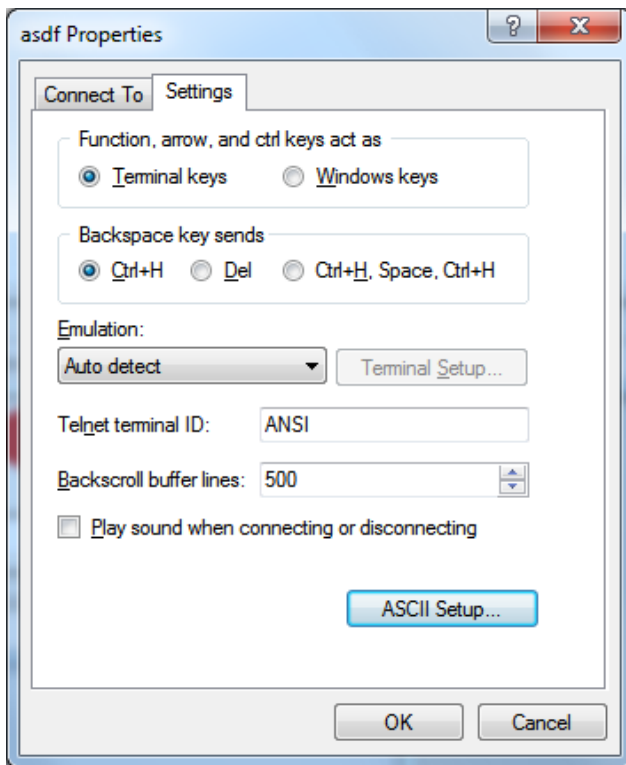 asdf Properties
?
X
Connect To Settings
Function, arrow, and ctrl keys act as
Terminal keys Windows keys
Backspace key sends
Ctrl+H Del Ctrl+H, Space, Ctrl+H
Emulation:
Auto detect Terminal Setup...
Telnet terminal ID: ANSI
Backscroll buffer lines: 500
Play sound when connecting or disconnecting
ASCII Setup...
OK Cancel